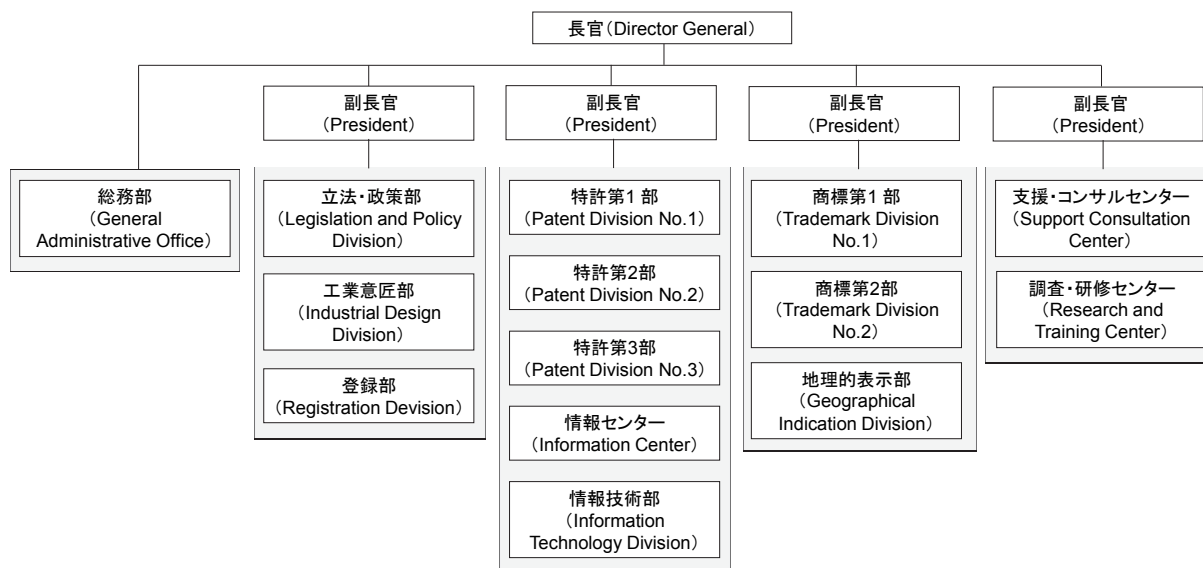 長官（Director General）
副長官
（President）
副長官
（President）
副長官
（President）
副長官
（President）
総務部
（General
Administrative Office）
立法・政策部
（Legislation and Policy
Division）
工業意匠部
（Industrial Design
Division）
登録部
（Registration Devision）
特許第1 部
（Patent Division No.1）
特許第2部
（Patent Division No.2）
特許第3部
（Patent Division No.3）
情報センター
（Information Center）
情報技術部
（Information
Technology Division）
商標第1 部
（Trademark Division
No.1）
商標第2部
（Trademark Division
No.2）
地理的表示部
（Geographical
Indication Division）
支援・コンサルセンター
（Support Consultation
Center）
調査・研修センター
（Research and
Training Center）